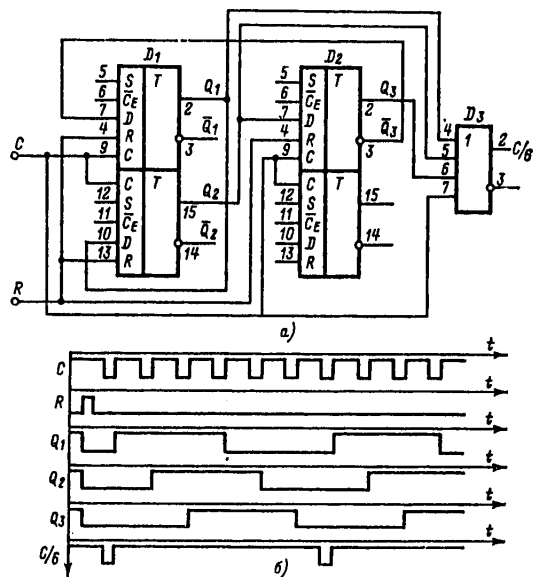 D1
D2
D3
5 S T
6 C̅E
7 D 2 Q1
4 R
C 9 C 3 Q̅1
C T
12 S 15 Q2
11 C̅E
10 D 14 Q̅2
13 R
R
5 S T
6 C̅E
7 D 2 Q3
4 R
9 C 3 Q̅3
C T
12 S 15
11 C̅E
10 D 14
13 R
4 1
5 2 C/6
6
7 3
а)
C t
R t
Q1 t
Q2 t
Q3 t
C/6 t
б)